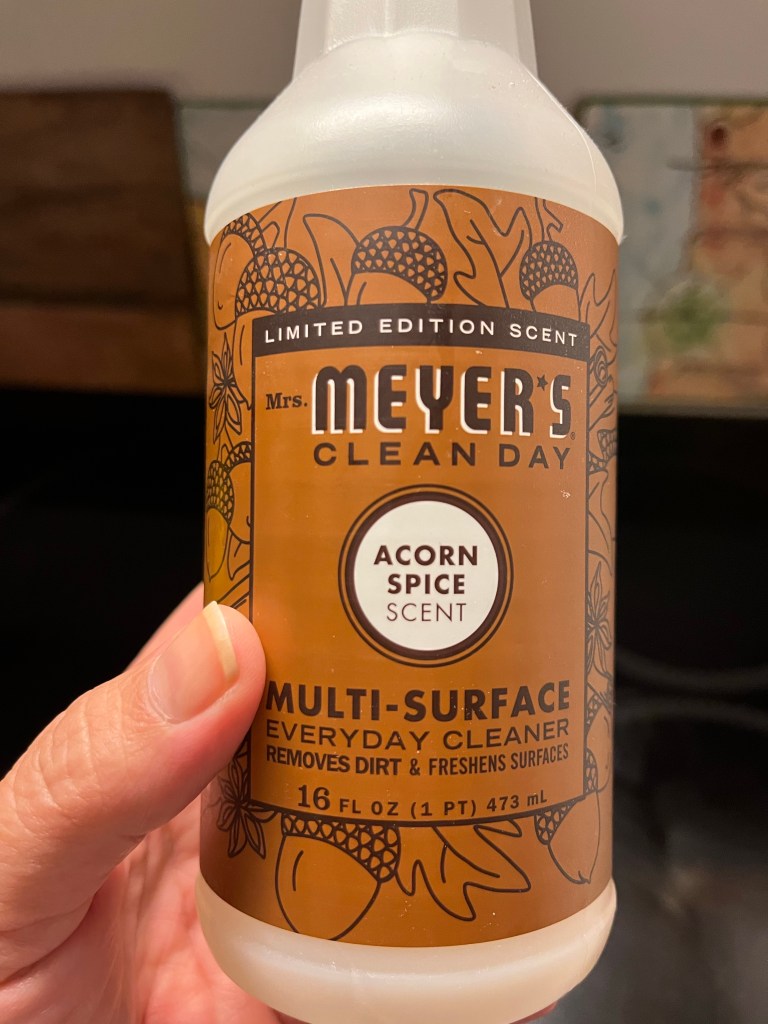 LIMITED EDITION SCENT
Mrs. MEYER'S®
CLEAN DAY
ACORN
SPICE
SCENT
MULTI-SURFACE
EVERYDAY CLEANER
REMOVES DIRT & FRESHENS SURFACES
16 FL OZ (1 PT) 473 mL